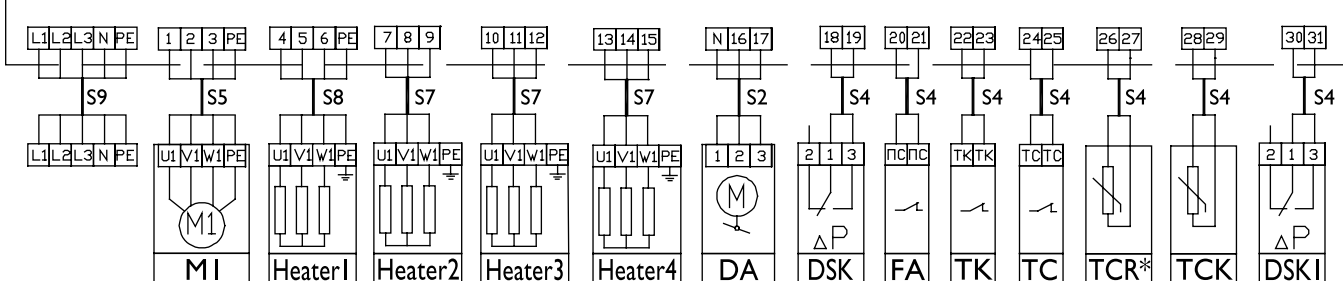 L1 L2 L3 N PE 1 2 3 PE 4 5 6 PE 7 8 9 10 11 12 13 14 15 N 16 17 18 19 20 21 22 23 24 25 26 27 28 29 30 31
S9 S5 S8 S7 S7 S7 S2 S4 S4 S4 S4 S4 S4 S4
L1 L2 L3 N PE U1 V1 W1 PE U1 V1 W1 PE U1 V1 W1 PE U1 V1 W1 PE U1 V1 W1 PE 1 2 3 2 1 3 ПС ПС ТК ТК ТС ТС 2 1 3
M1 M
ΔP ΔP
M1 Heater1 Heater2 Heater3 Heater4 DA DSK FA TK TC TCR* TCK DSK1